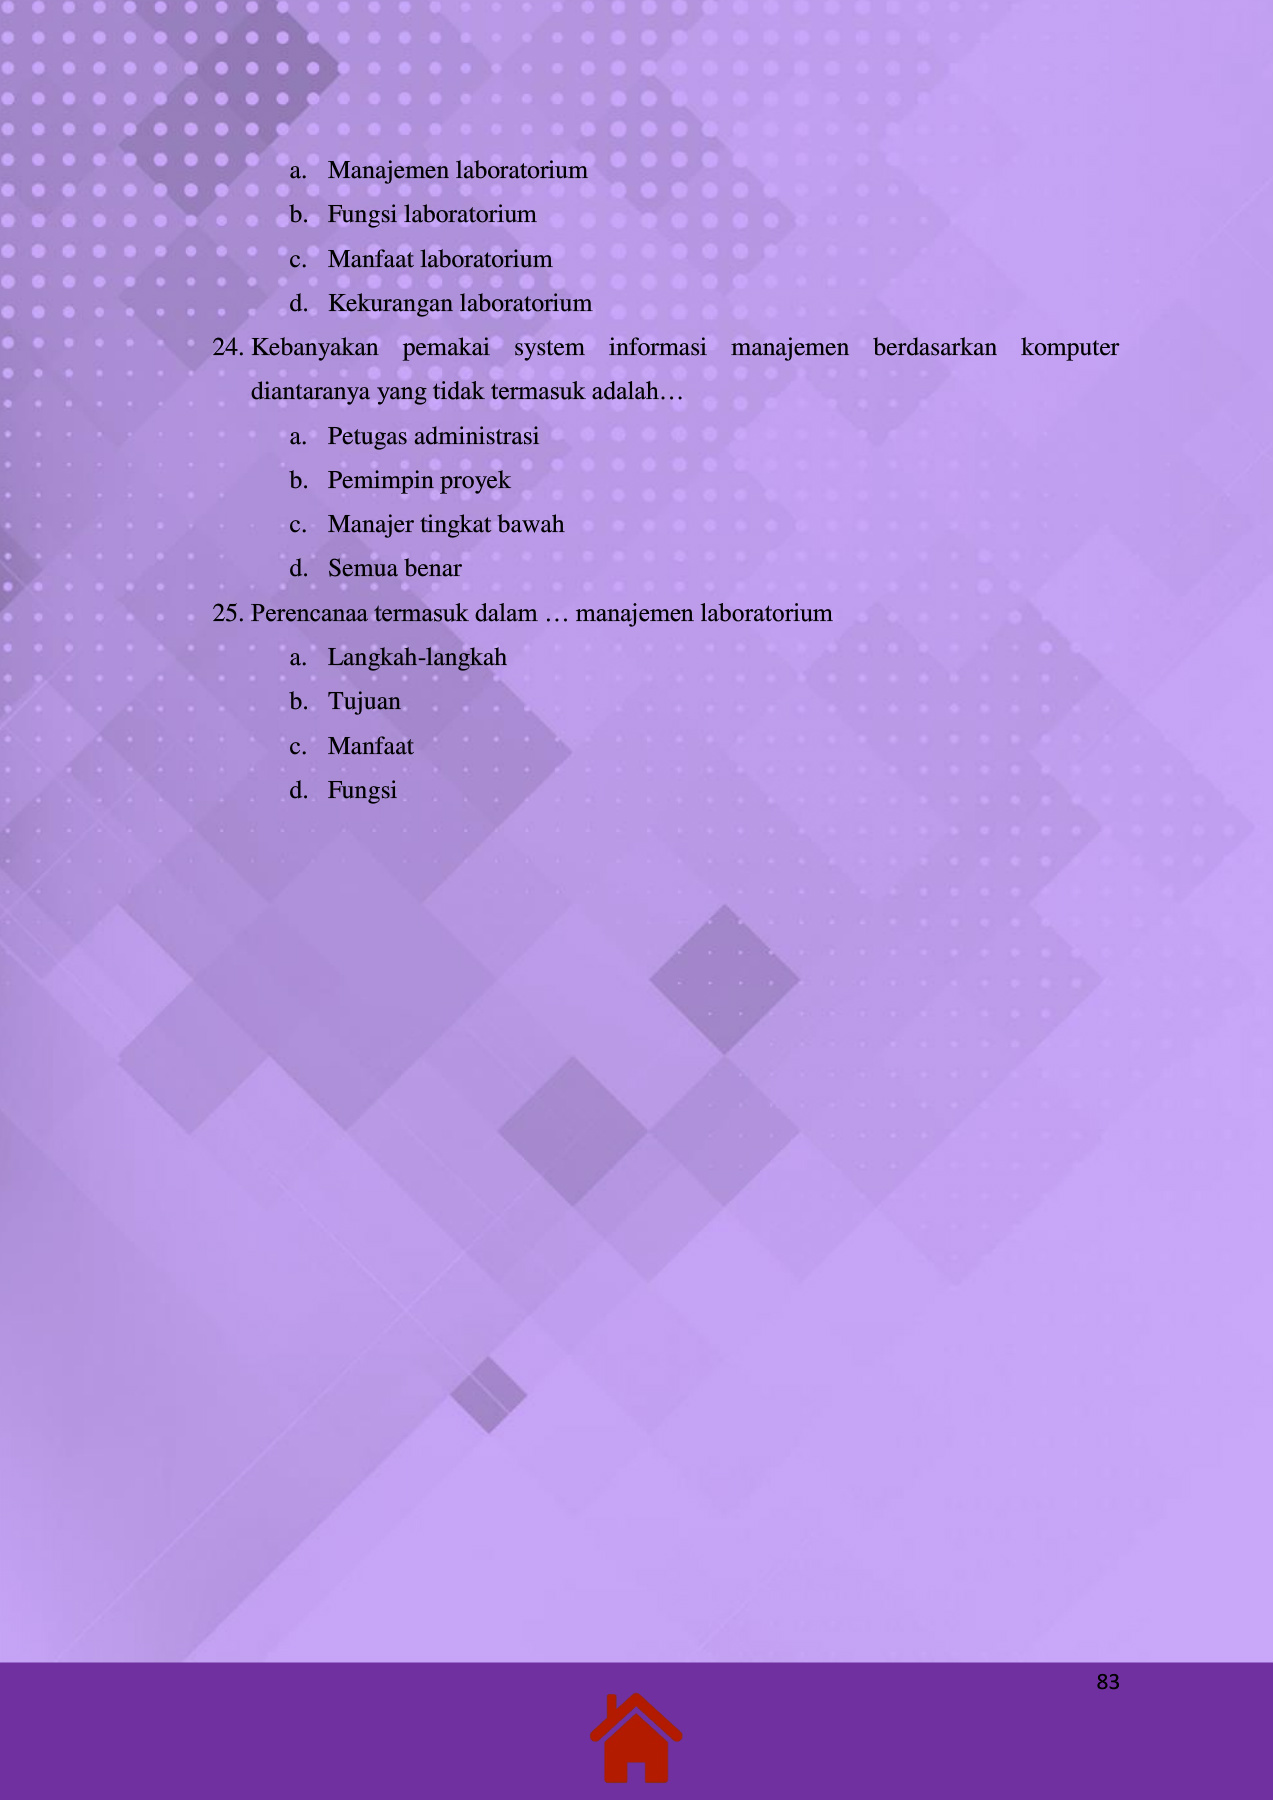 a. Manajemen laboratorium
b. Fungsi laboratorium
c. Manfaat laboratorium
d. Kekurangan laboratorium
24. Kebanyakan pemakai system informasi manajemen berdasarkan komputer
diantaranya yang tidak termasuk adalah…
a. Petugas administrasi
b. Pemimpin proyek
c. Manajer tingkat bawah
d. Semua benar
25. Perencanaa termasuk dalam … manajemen laboratorium
a. Langkah-langkah
b. Tujuan
c. Manfaat
d. Fungsi
83